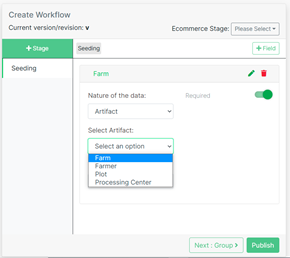 Create Workflow
Current version/revision: v
Ecommerce Stage: Please Select
+Stage
Seeding
+Field
Seeding
Farm
Nature of the data:
Required
Artifact
Select Artifact:
Select an option
Farm
Farmer
Plot
Processing Center
Next : Group >
Publish